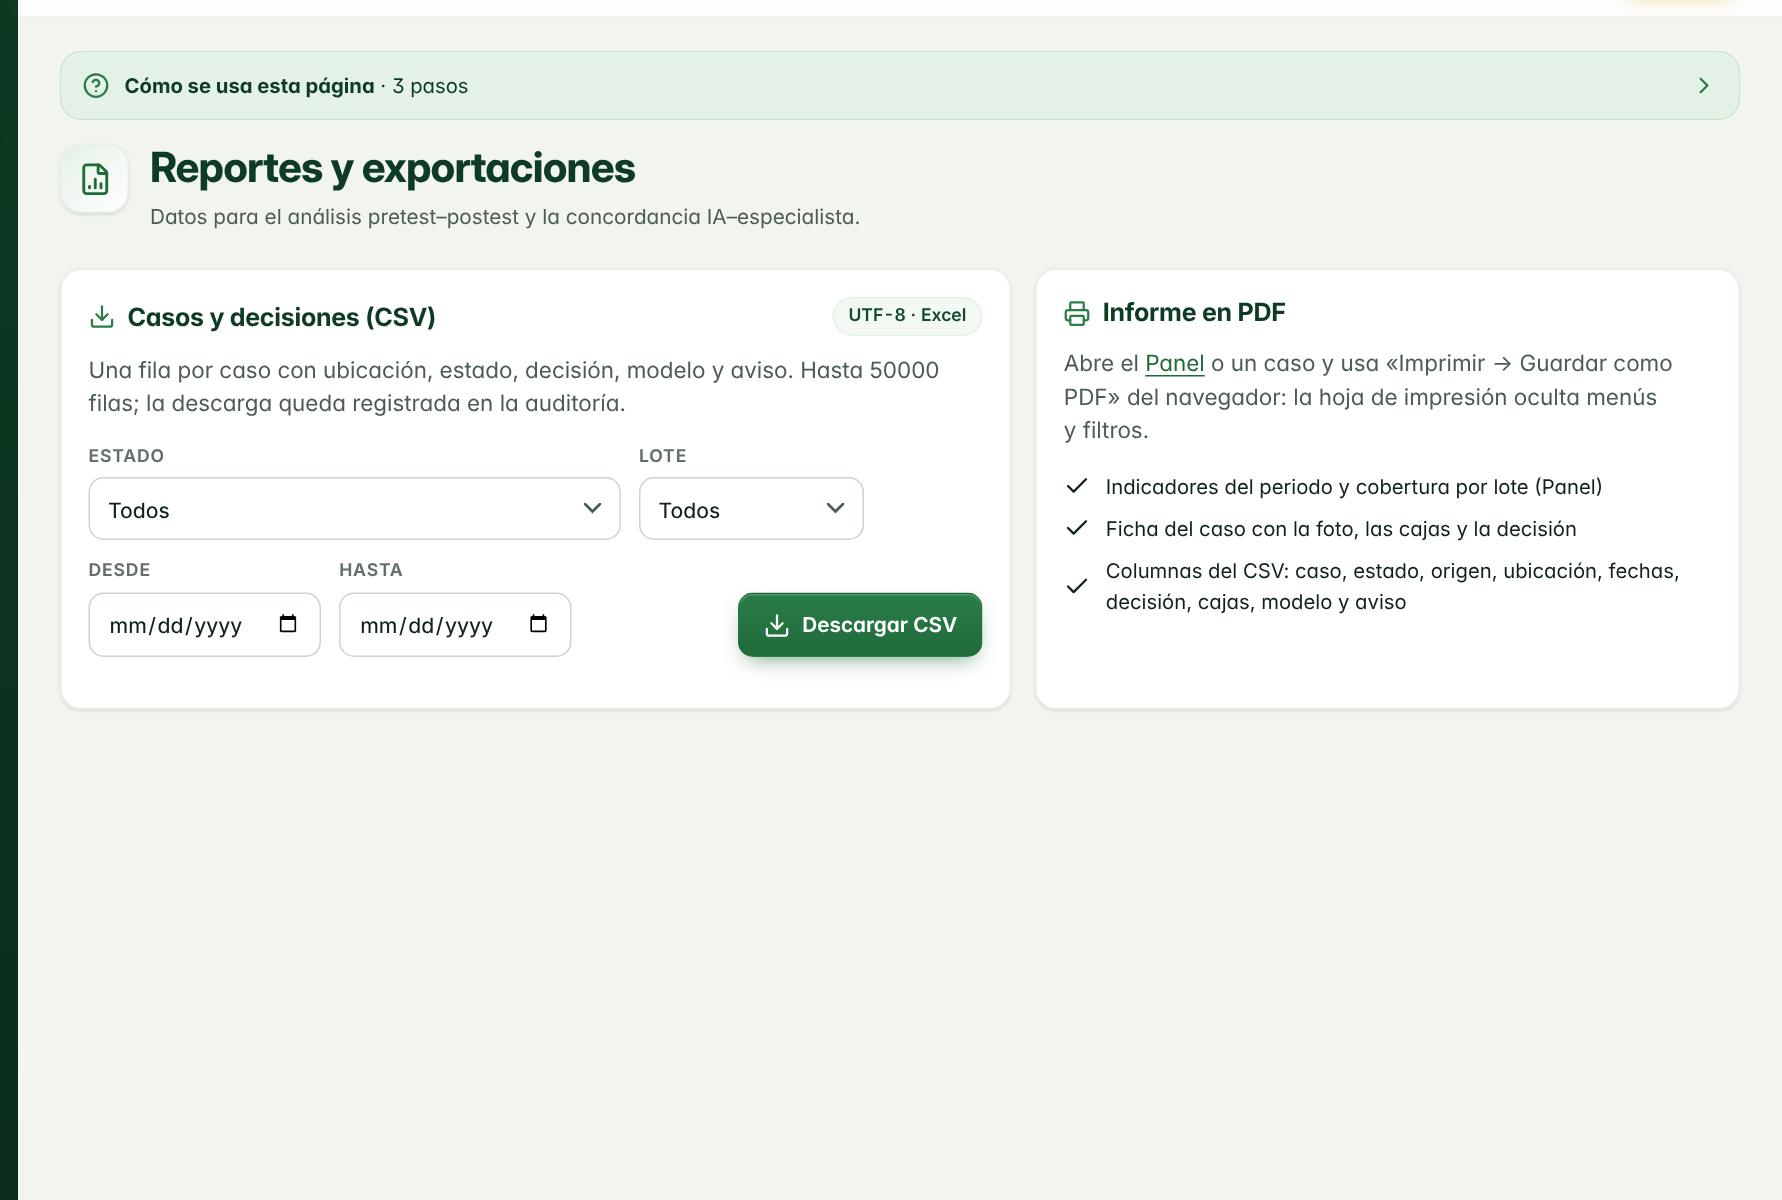 Cómo se usa esta página · 3 pasos
Reportes y exportaciones
Datos para el análisis pretest–postest y la concordancia IA–especialista.
Casos y decisiones (CSV)
UTF-8 · Excel
Una fila por caso con ubicación, estado, decisión, modelo y aviso. Hasta 50000
filas; la descarga queda registrada en la auditoría.
ESTADO
LOTE
Todos
Todos
DESDE
HASTA
mm/dd/yyyy
mm/dd/yyyy
Descargar CSV
Informe en PDF
Abre el Panel o un caso y usa «Imprimir → Guardar como
PDF» del navegador: la hoja de impresión oculta menús
y filtros.
Indicadores del periodo y cobertura por lote (Panel)
Ficha del caso con la foto, las cajas y la decisión
Columnas del CSV: caso, estado, origen, ubicación, fechas,
decisión, cajas, modelo y aviso